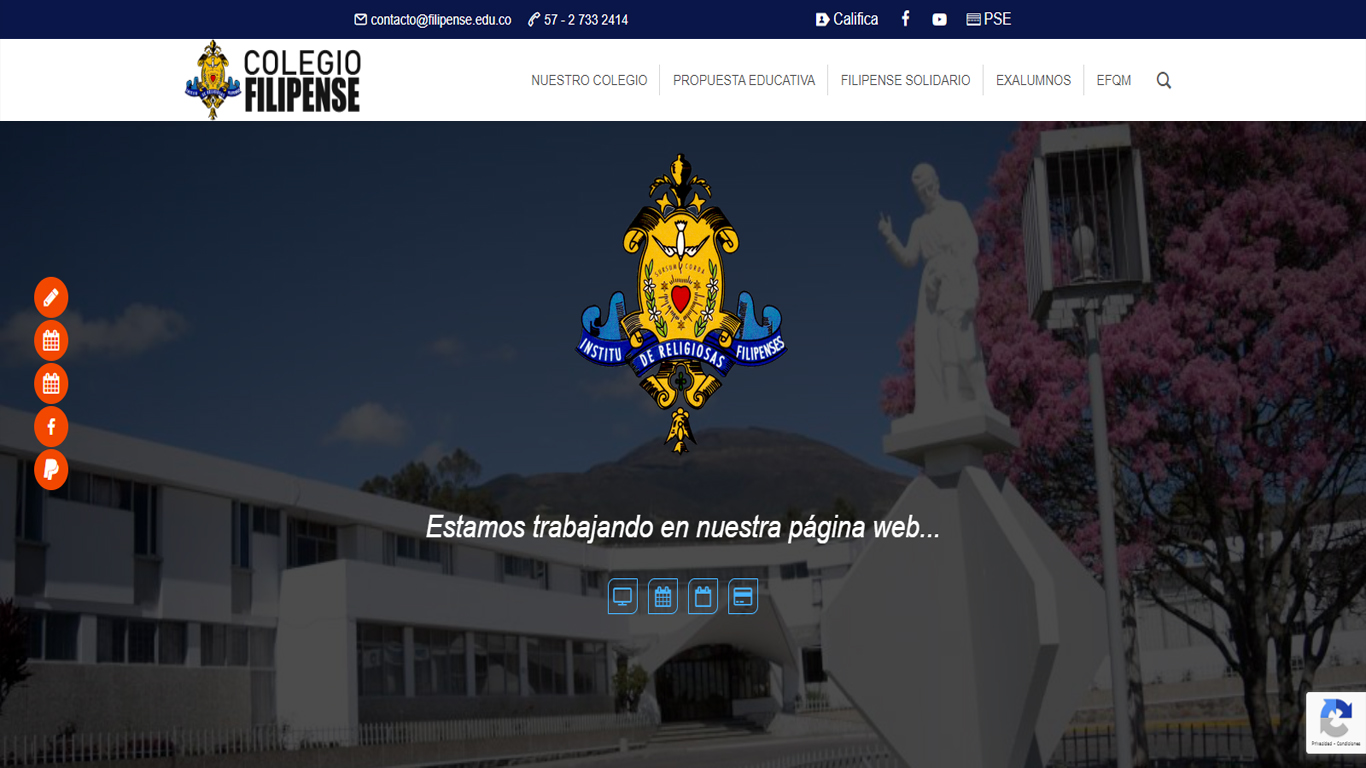 contacto@filipense.edu.co 57 - 2 733 2414 Califica PSE
COLEGIO
FILIPENSE
NUESTRO COLEGIO PROPUESTA EDUCATIVA FILIPENSE SOLIDARIO EXALUMNOS EFQM
SURSUM CORDA
INSTITU DE RELIGIOSAS FILIPENSES
Estamos trabajando en nuestra página web...
Privacidad - Condiciones